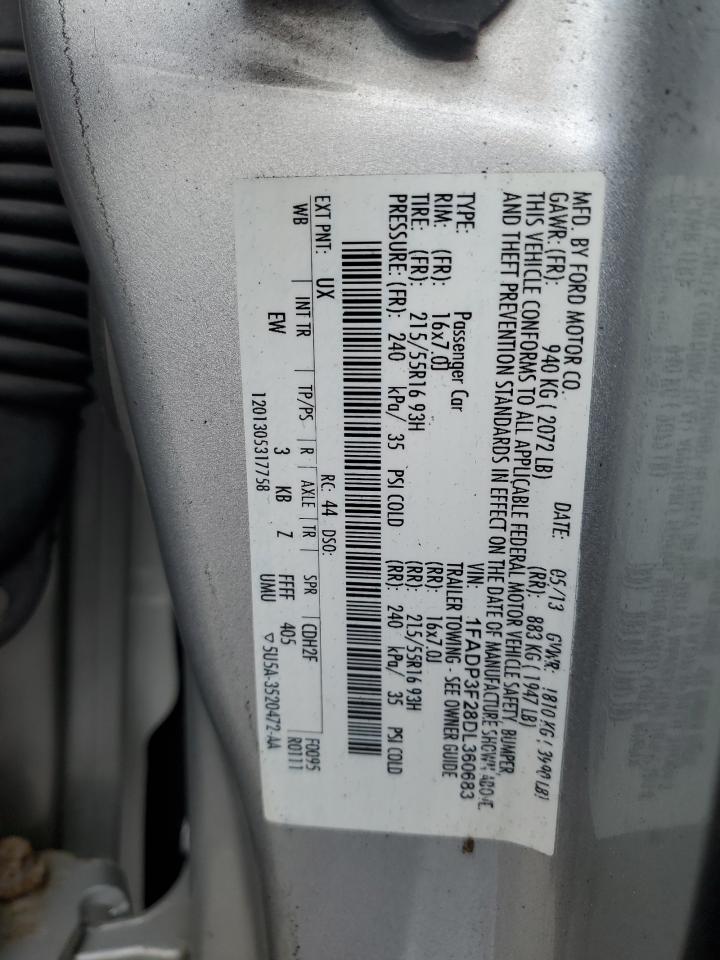 MFD. BY FORD MOTOR CO.
DATE: 05/13 GVWR: 1810 KG / 3990 LB
GAWR: (FR): 940 KG ( 2072 LB) (RR): 883 KG ( 1947 LB)
THIS VEHICLE CONFORMS TO ALL APPLICABLE FEDERAL MOTOR VEHICLE SAFETY, BUMPER,
AND THEFT PREVENTION STANDARDS IN EFFECT ON THE DATE OF MANUFACTURE SHOWN ABOVE
VIN: 1FADP3F28DL360683
TYPE: Passenger Car TRAILER TOWING - SEE OWNER GUIDE
RIM: (FR): 16x7.0J (RR): 16x7.0J
TIRE: (FR): 215/55R16 93H (RR): 215/55R16 93H
PRESSURE: (FR): 240 kPa/ 35 PSI COLD (RR): 240 kPa/ 35 PSI COLD
EXT PNT: UX RC: 44 DSO: F0095
WB INT TR TP/PS R AXLE TR SPR CDH2F R0111
EW 3 KB Z FFFF 405
UMU
1201305317758 ▽5U5A-3520472-AA